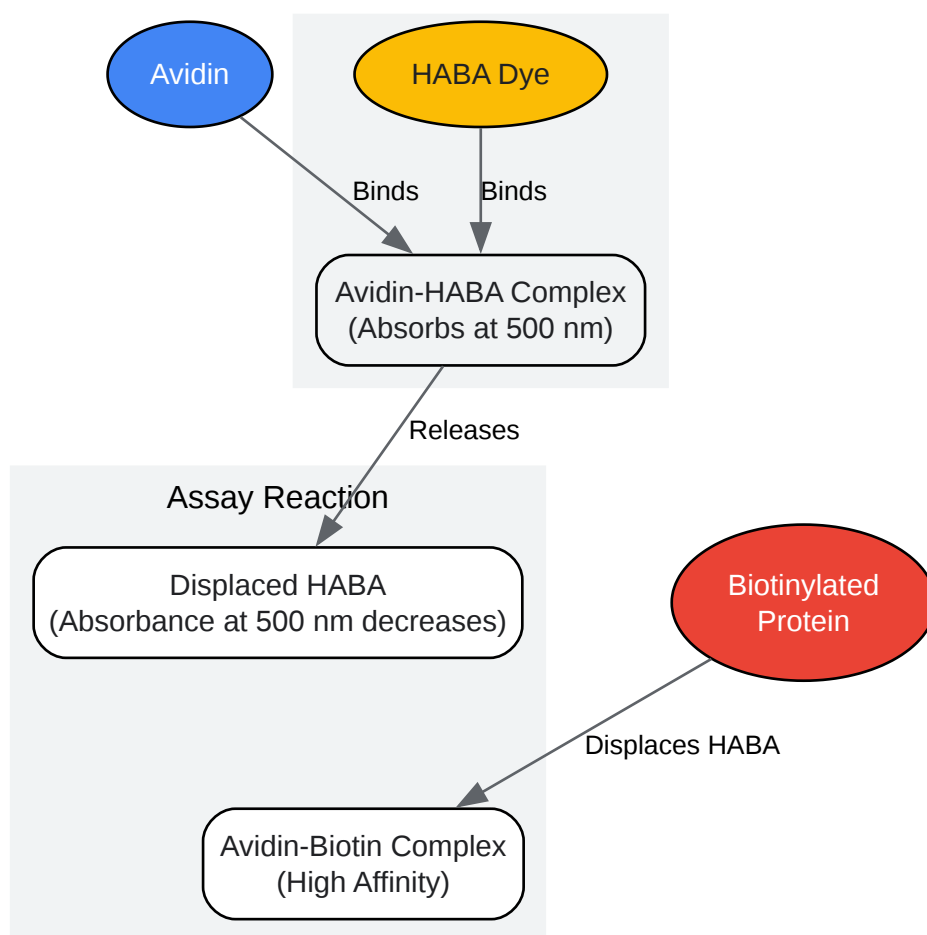 Avidin
HABA Dye
Binds
Binds
Avidin-HABA Complex
(Absorbs at 500 nm)
Releases
Assay Reaction
Displaced HABA
(Absorbance at 500 nm decreases)
Biotinylated
Protein
Displaces HABA
Avidin-Biotin Complex
(High Affinity)